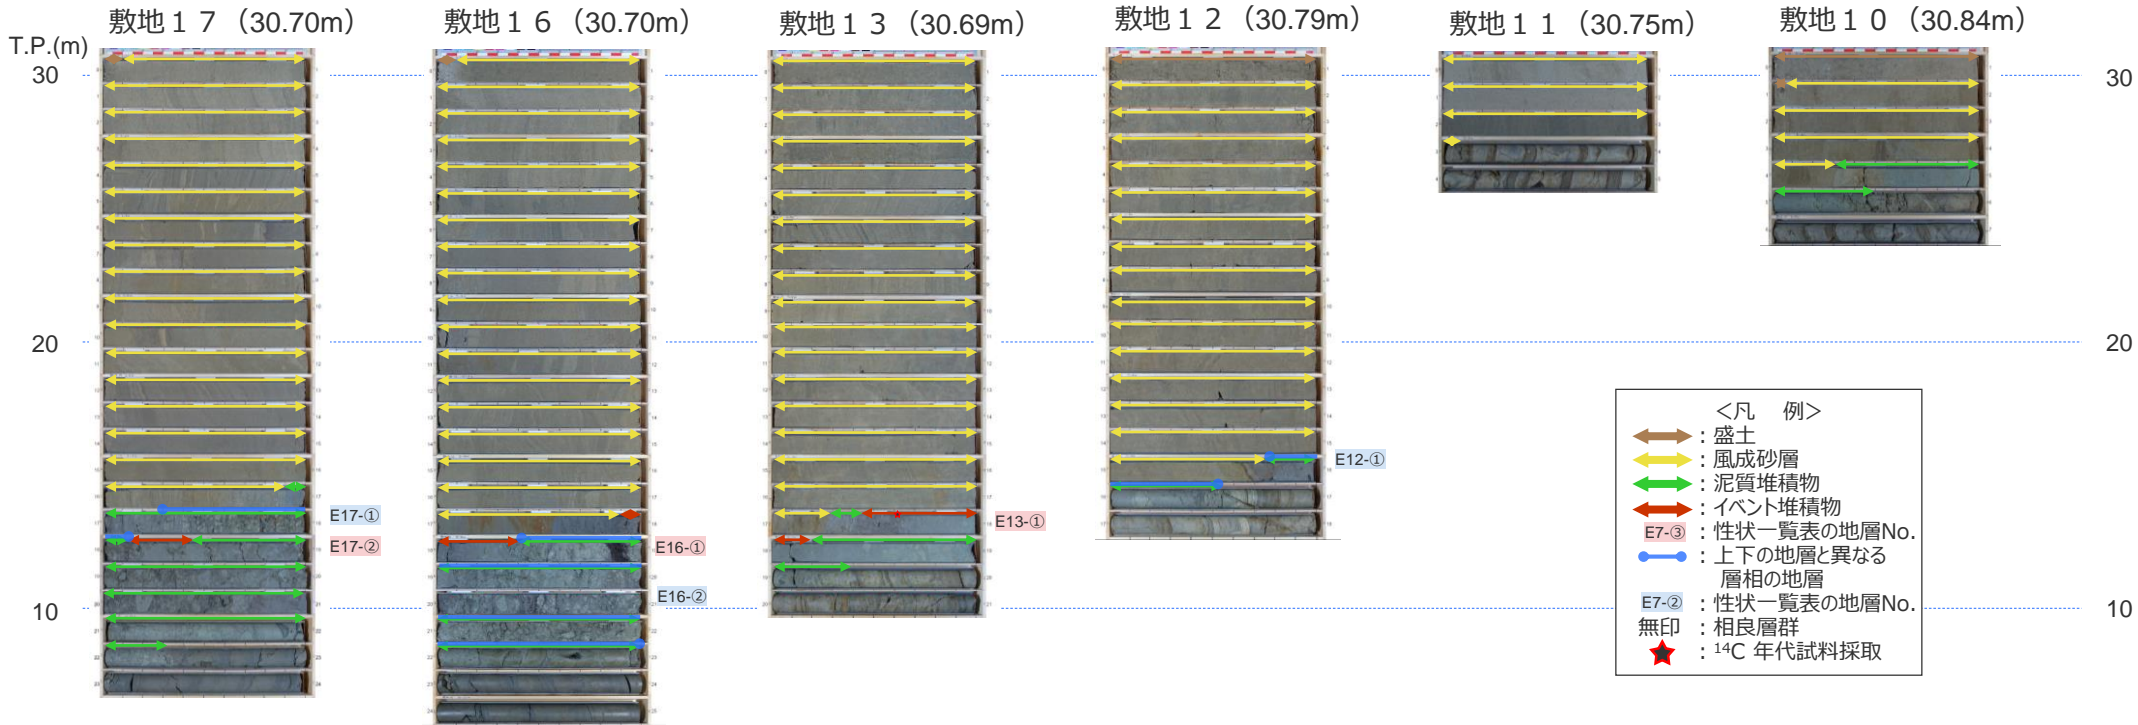 敷地１７（30.70m）
敷地１６（30.70m）
敷地１３（30.69m）
敷地１２（30.79m）
敷地１１（30.75m）
敷地１０（30.84m）
T.P.(m)
30
30
20
20
10
10
E17-①
E17-②
E16-①
E16-②
E13-①
E12-①
＜凡　例＞
：盛土
：風成砂層
：泥質堆積物
：イベント堆積物
E7-③：性状一覧表の地層No.
：上下の地層と異なる
層相の地層
E7-②：性状一覧表の地層No.
無印：相良層群
：¹⁴C 年代試料採取